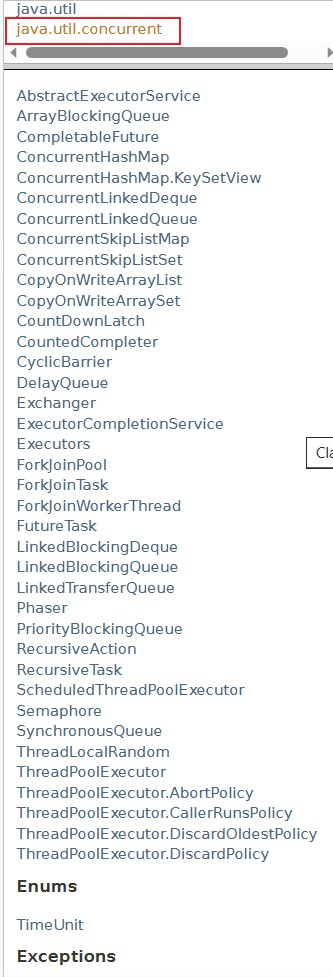 java.util
java.util.concurrent
AbstractExecutorService
ArrayBlockingQueue
CompletableFuture
ConcurrentHashMap
ConcurrentHashMap.KeySetView
ConcurrentLinkedDeque
ConcurrentLinkedQueue
ConcurrentSkipListMap
ConcurrentSkipListSet
CopyOnWriteArrayList
CopyOnWriteArraySet
CountDownLatch
CountedCompleter
CyclicBarrier
DelayQueue
Exchanger
ExecutorCompletionService
Executors
ForkJoinPool
ForkJoinTask
ForkJoinWorkerThread
FutureTask
LinkedBlockingDeque
LinkedBlockingQueue
LinkedTransferQueue
Phaser
PriorityBlockingQueue
RecursiveAction
RecursiveTask
ScheduledThreadPoolExecutor
Semaphore
SynchronousQueue
ThreadLocalRandom
ThreadPoolExecutor
ThreadPoolExecutor.AbortPolicy
ThreadPoolExecutor.CallerRunsPolicy
ThreadPoolExecutor.DiscardOldestPolicy
ThreadPoolExecutor.DiscardPolicy
Enums
TimeUnit
Exceptions